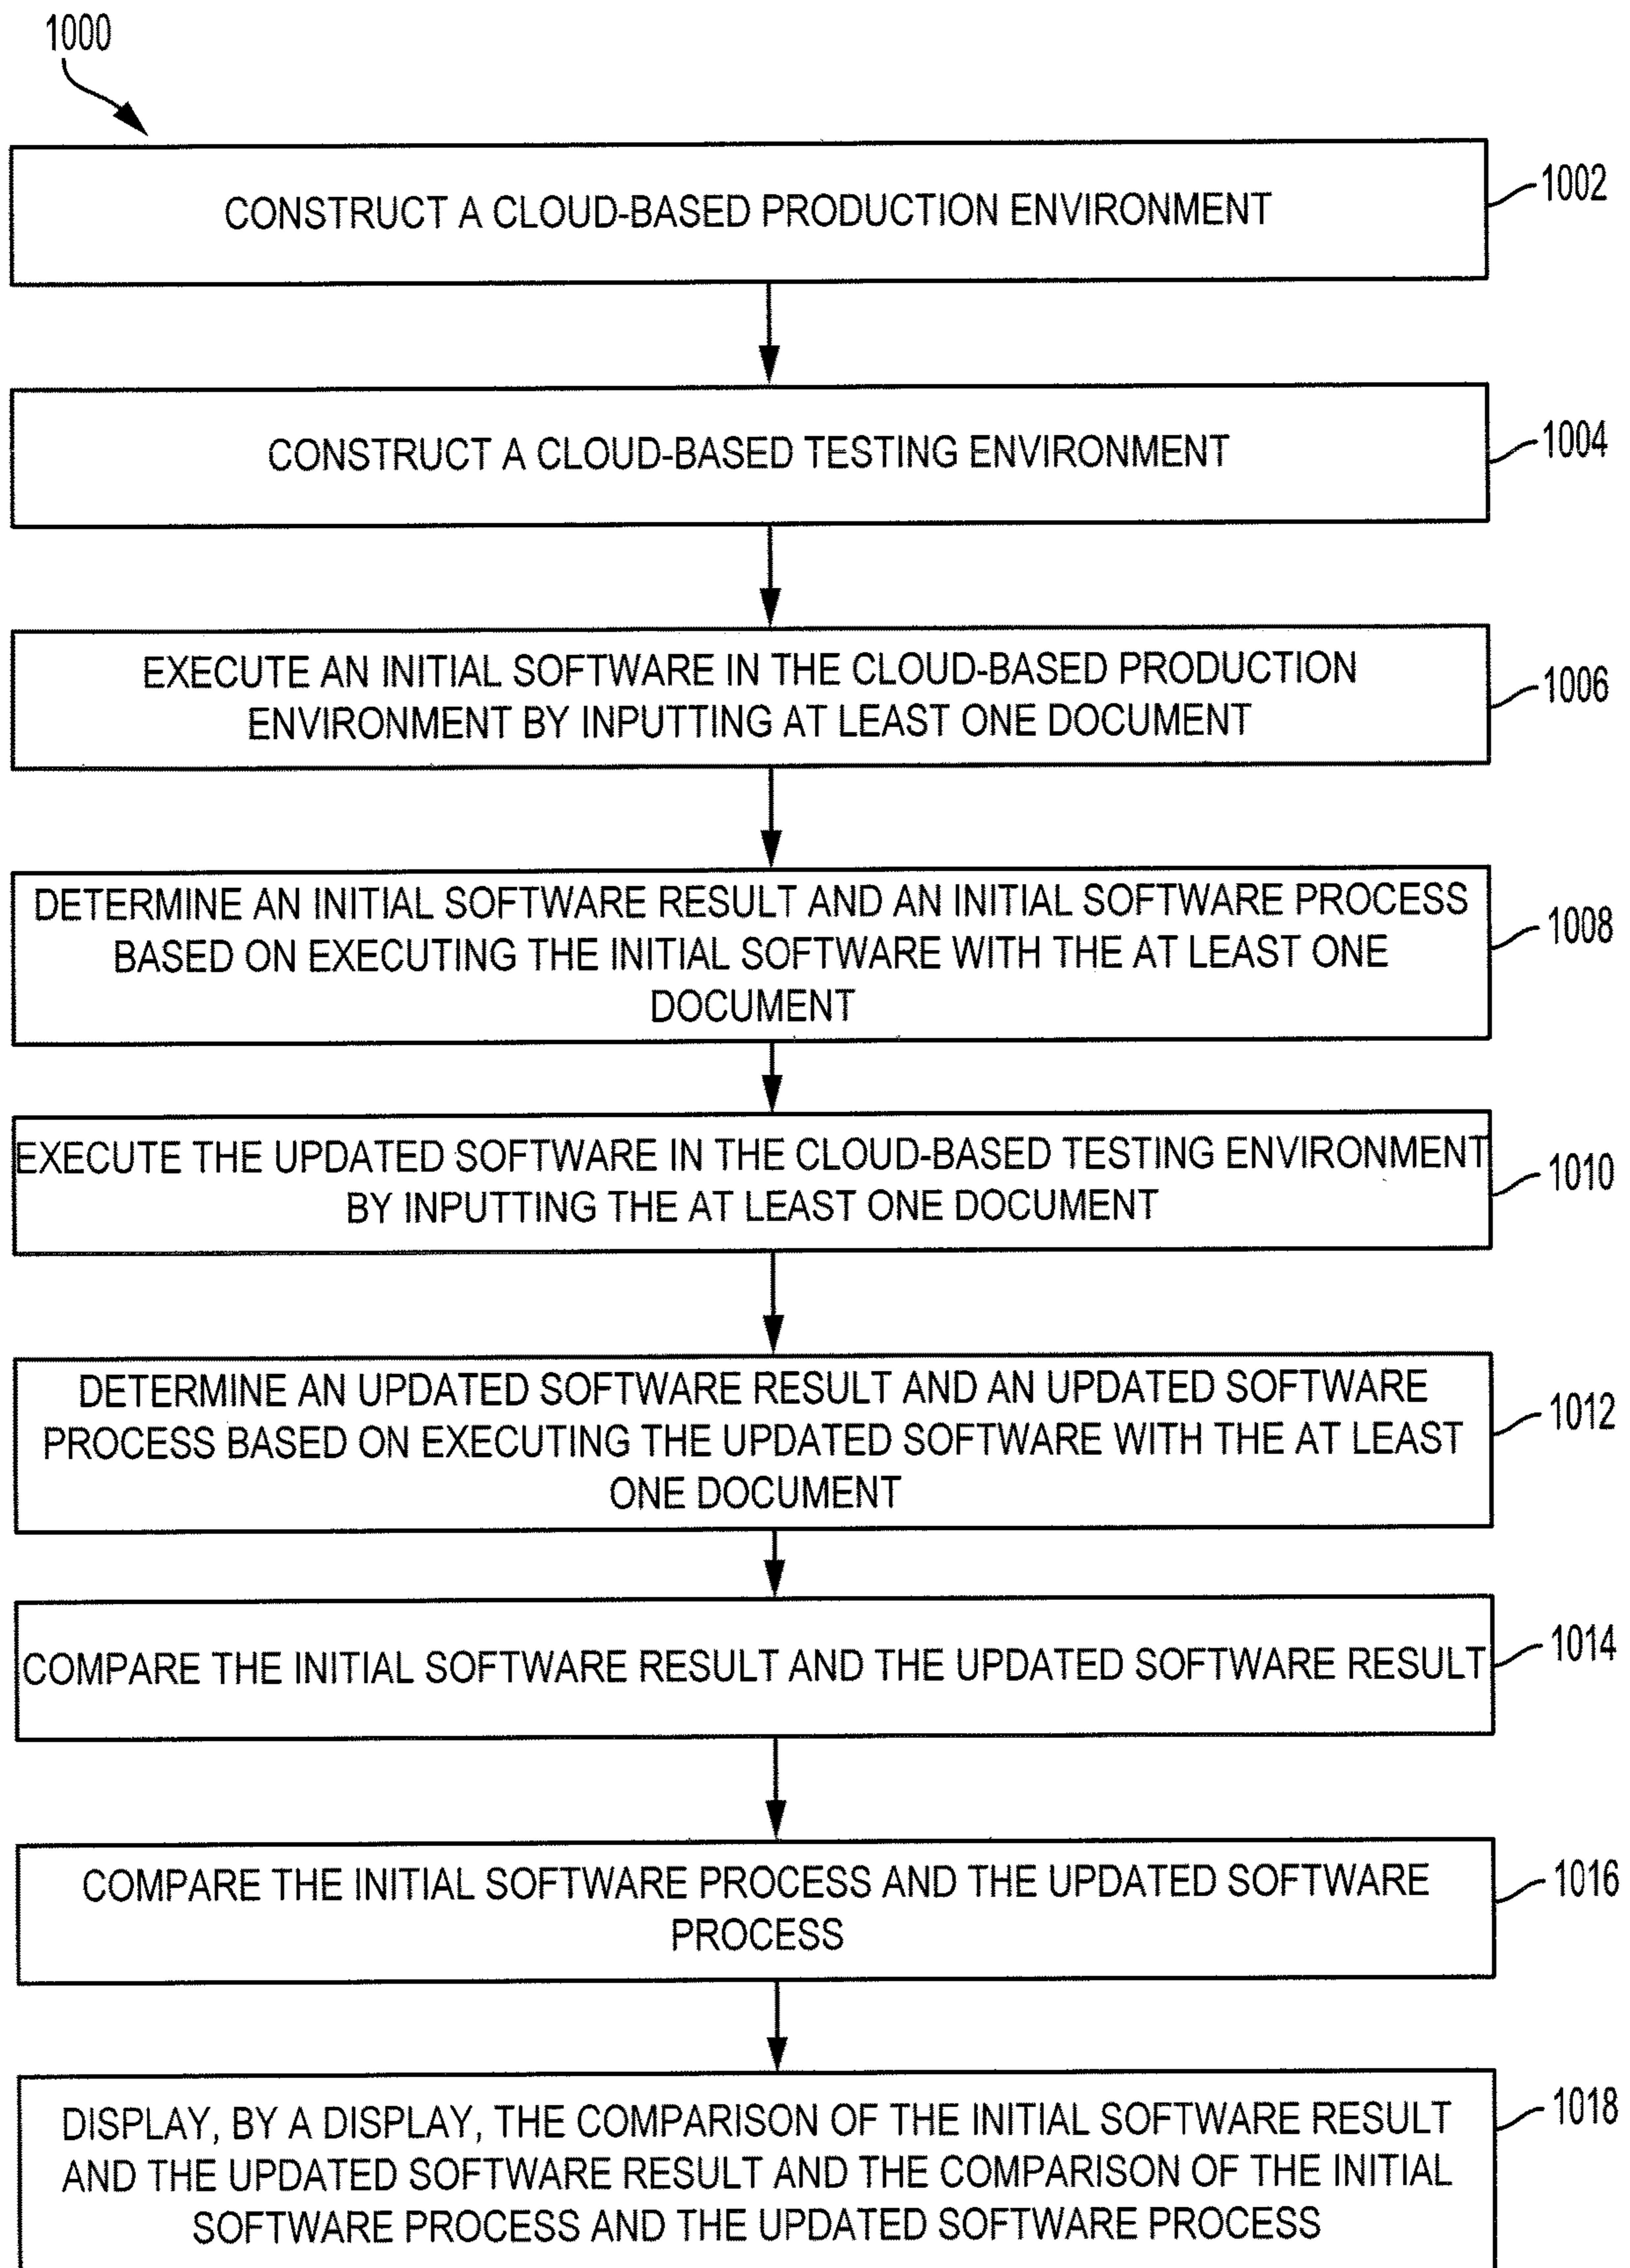 1000
CONSTRUCT A CLOUD-BASED PRODUCTION ENVIRONMENT
1002
CONSTRUCT A CLOUD-BASED TESTING ENVIRONMENT
1004
EXECUTE AN INITIAL SOFTWARE IN THE CLOUD-BASED PRODUCTION
ENVIRONMENT BY INPUTTING AT LEAST ONE DOCUMENT
1006
DETERMINE AN INITIAL SOFTWARE RESULT AND AN INITIAL SOFTWARE PROCESS
BASED ON EXECUTING THE INITIAL SOFTWARE WITH THE AT LEAST ONE
DOCUMENT
1008
EXECUTE THE UPDATED SOFTWARE IN THE CLOUD-BASED TESTING ENVIRONMENT
BY INPUTTING THE AT LEAST ONE DOCUMENT
1010
DETERMINE AN UPDATED SOFTWARE RESULT AND AN UPDATED SOFTWARE
PROCESS BASED ON EXECUTING THE UPDATED SOFTWARE WITH THE AT LEAST
ONE DOCUMENT
1012
COMPARE THE INITIAL SOFTWARE RESULT AND THE UPDATED SOFTWARE RESULT
1014
COMPARE THE INITIAL SOFTWARE PROCESS AND THE UPDATED SOFTWARE
PROCESS
1016
DISPLAY, BY A DISPLAY, THE COMPARISON OF THE INITIAL SOFTWARE RESULT
AND THE UPDATED SOFTWARE RESULT AND THE COMPARISON OF THE INITIAL
SOFTWARE PROCESS AND THE UPDATED SOFTWARE PROCESS
1018